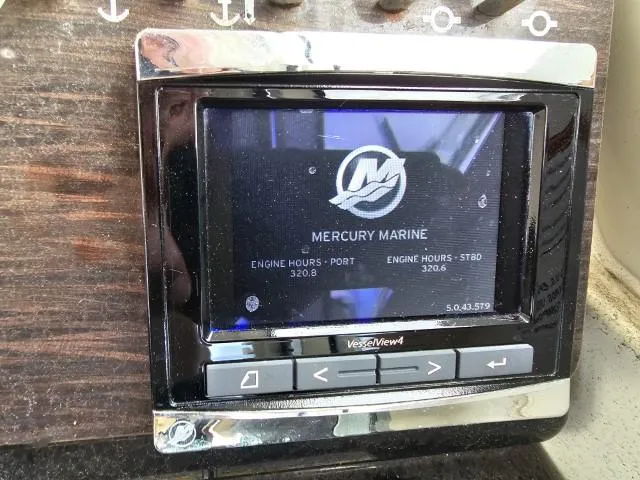 MERCURY MARINE
ENGINE HOURS - PORT
320.8
ENGINE HOURS - STBD
320.6
5.0.43.579
VesselView4